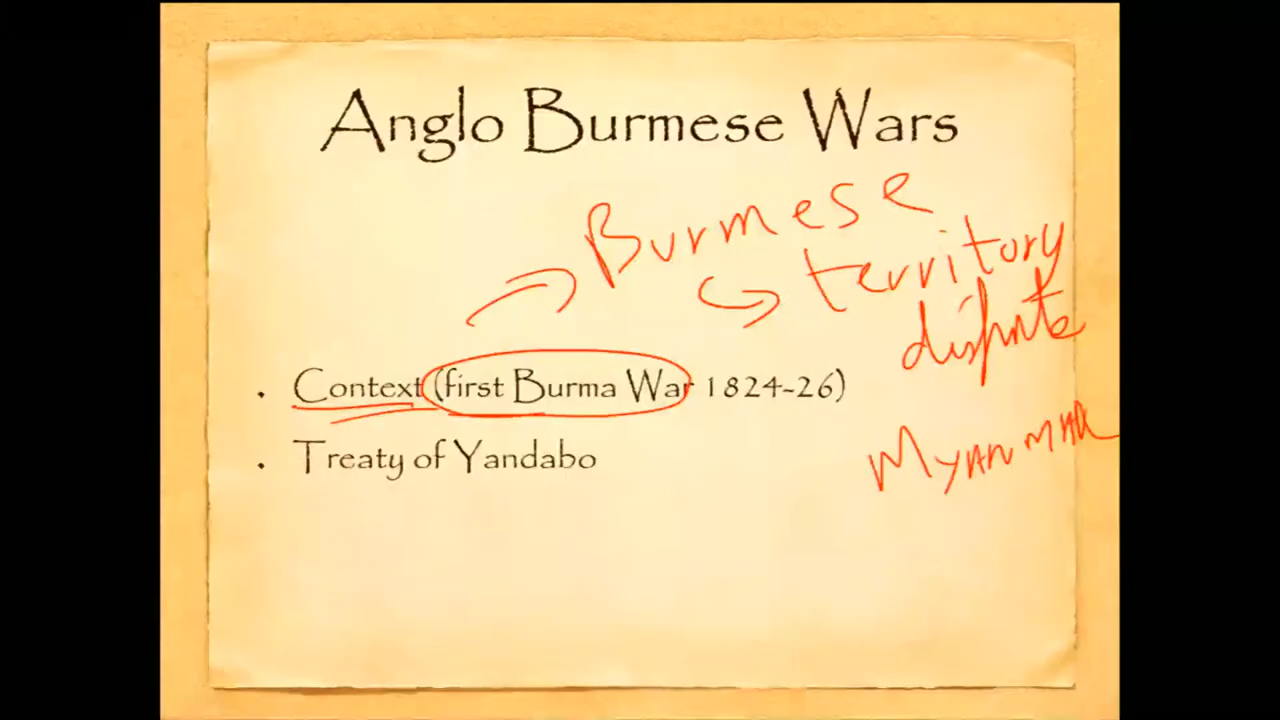 Anglo Burmese Wars
Burmese
territory
dispute
. Context (first Burma War 1824-26)
. Treaty of Yandabo
Myanmar